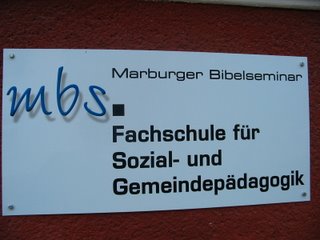 Marburger Bibelseminar
mbs.
Fachschule für
Sozial- und
Gemeindepädagogik